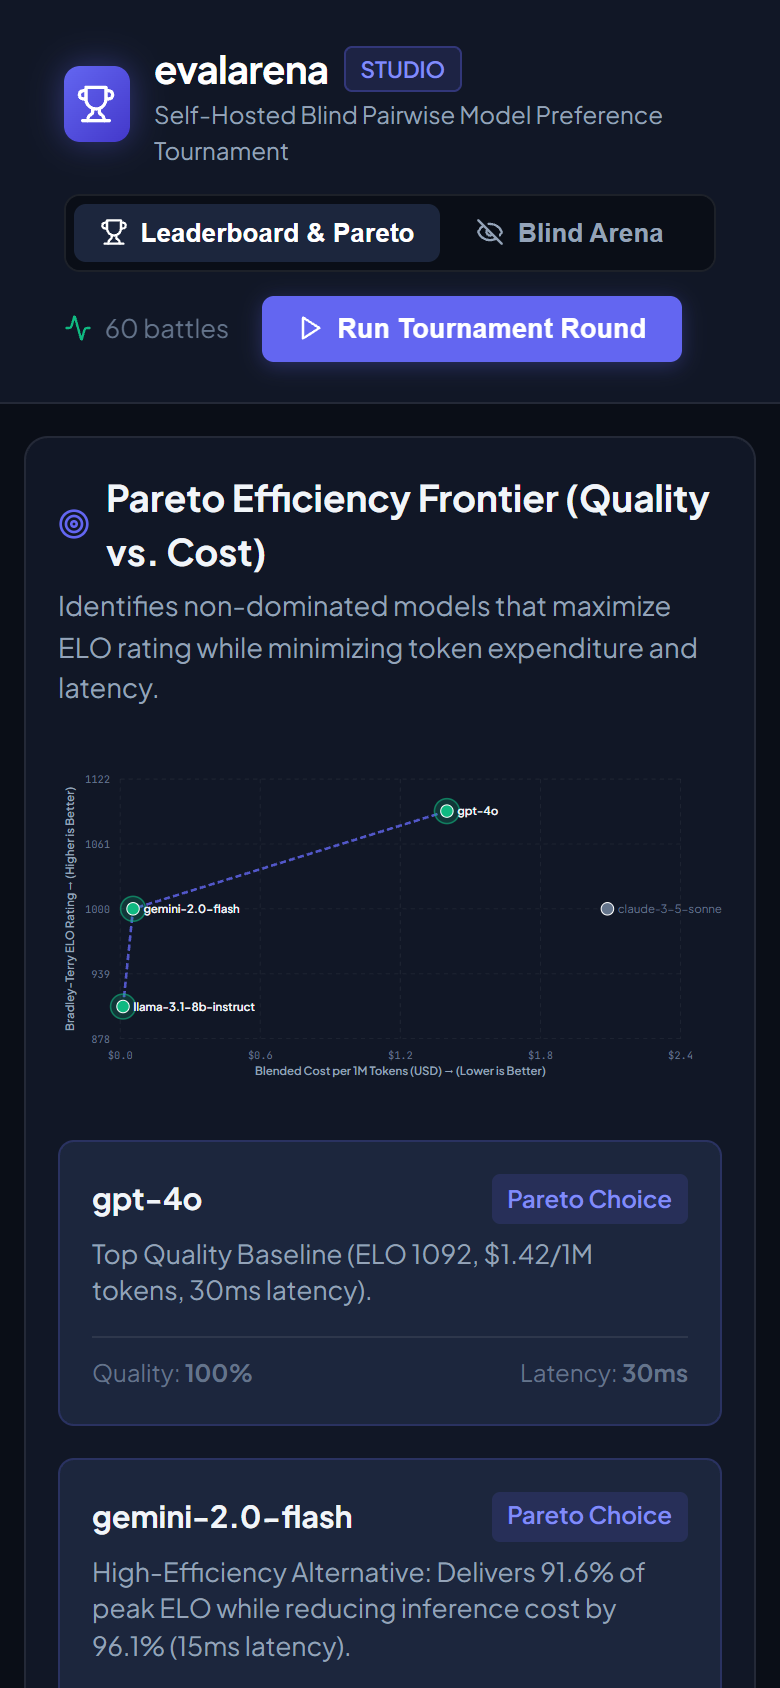 evalarena
STUDIO
Self-Hosted Blind Pairwise Model Preference
Tournament
Leaderboard & Pareto
Blind Arena
60 battles
Run Tournament Round
Pareto Efficiency Frontier (Quality
vs. Cost)
Identifies non-dominated models that maximize
ELO rating while minimizing token expenditure and
latency.
Bradley-Terry ELO Rating → (Higher is Better)
1122
1061
1000
939
878
gpt-4o
gemini-2.0-flash
claude-3-5-sonne
llama-3.1-8b-instruct
$0.0
$0.6
$1.2
$1.8
$2.4
Blended Cost per 1M Tokens (USD) → (Lower is Better)
gpt-4o
Pareto Choice
Top Quality Baseline (ELO 1092, $1.42/1M
tokens, 30ms latency).
Quality: 100%
Latency: 30ms
gemini-2.0-flash
Pareto Choice
High-Efficiency Alternative: Delivers 91.6% of
peak ELO while reducing inference cost by
96.1% (15ms latency).